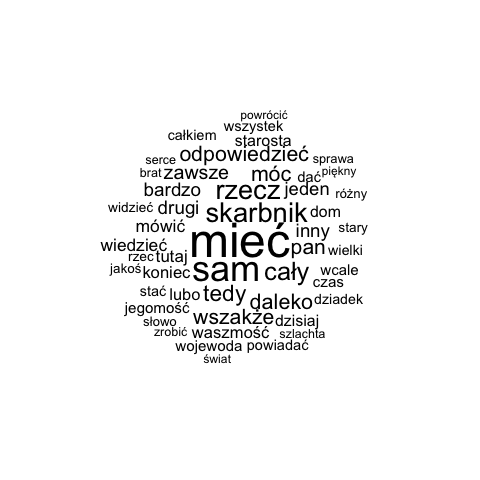 powrócić
wszystek
całkiem
starosta
odpowiedzieć
serce
sprawa
brat zawsze móc dać piękny
bardzo rzecz jeden różny
widzieć drugi skarbnik dom
mówić mieć inny stary
wiedzieć pan wielki
rzec tutaj
jakoś koniec sam cały wcale
czas
stać lubo tedy daleko dziadek
jegomość
słowo wszakże dzisiaj
zrobić waszmość szlachta
wojewoda powiadać
świat